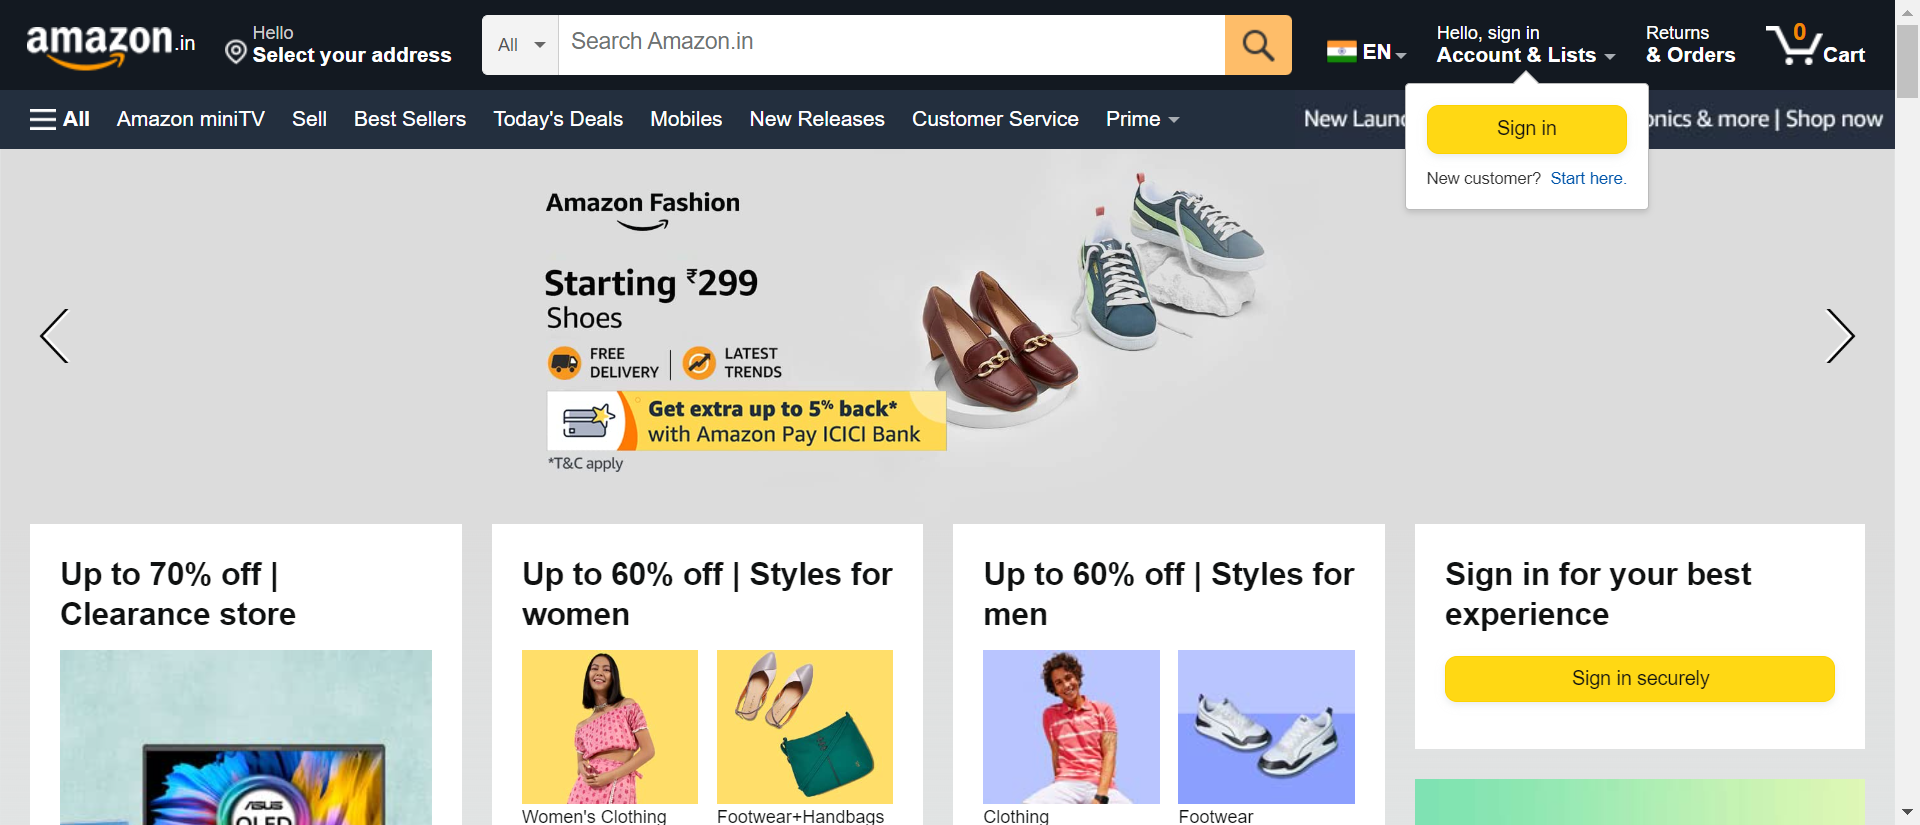 amazon.in
Hello
Select your address
All
Search Amazon.in
EN
Hello, sign in
Account & Lists
Returns
& Orders
0
Cart
All
Amazon miniTV
Sell
Best Sellers
Today's Deals
Mobiles
New Releases
Customer Service
Prime
New
& more | Shop now
Sign in
New customer? Start here.
Amazon Fashion
Starting ₹299
Shoes
FREE
DELIVERY
LATEST
TRENDS
Get extra up to 5% back*
with Amazon Pay ICICI Bank
*T&C apply
Up to 70% off |
Clearance store
ASUS
OLED
Up to 60% off | Styles for
women
Women's Clothing
Footwear+Handbags
Up to 60% off | Styles for
men
Clothing
Footwear
Sign in for your best
experience
Sign in securely